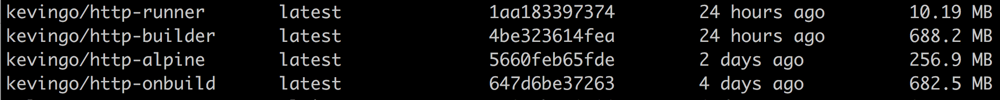 kevingo/http-runner latest 1aa183397374 24 hours ago 10.19 MB
kevingo/http-builder latest 4be323614fea 24 hours ago 688.2 MB
kevingo/http-alpine latest 5660feb65fde 2 days ago 256.9 MB
kevingo/http-onbuild latest 647d6be37263 4 days ago 682.5 MB